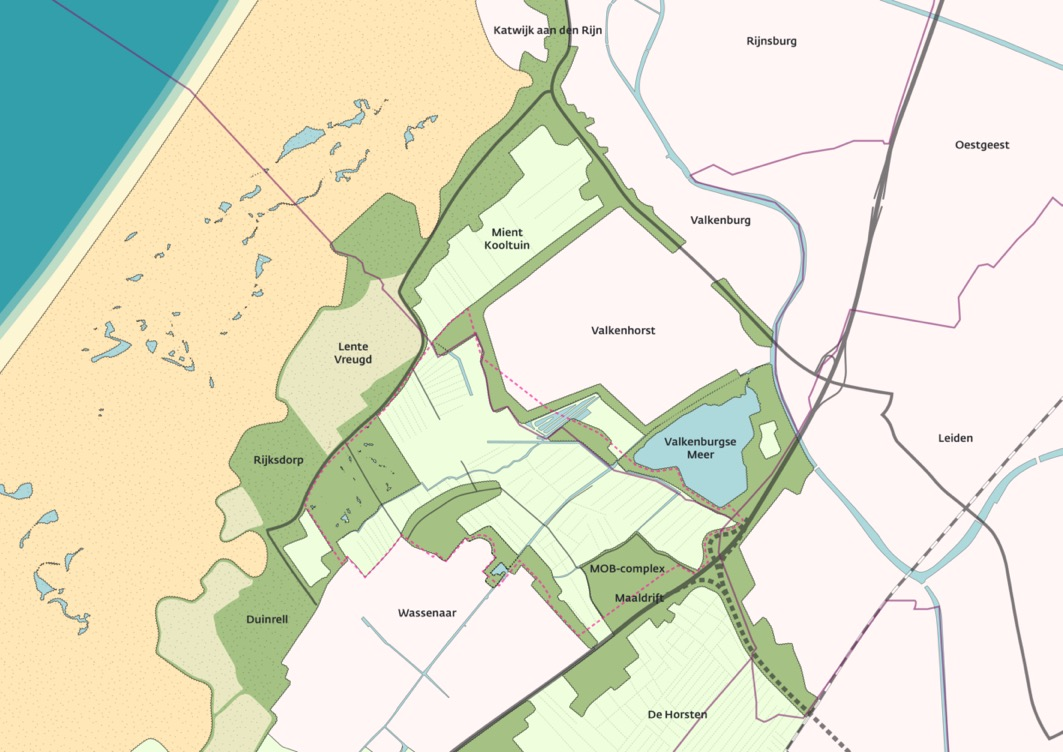 Katwijk aan den Rijn
Rijnsburg
Oestgeest
Valkenburg
Mient
Kooltuin
Valkenhorst
Lente
Vreugd
Leiden
Valkenburgse
Meer
Rijksdorp
MOB-complex
Maaldrift
Wassenaar
Duinrell
De Horsten